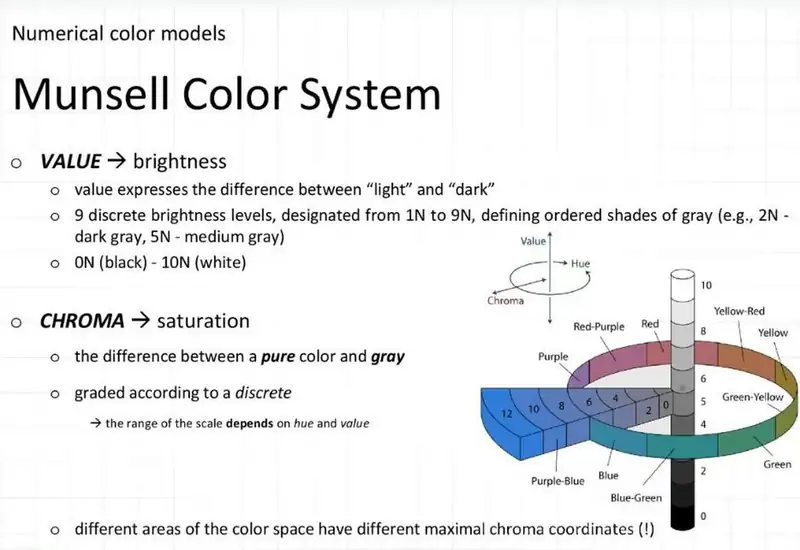 Numerical color models
Munsell Color System
o VALUE → brightness
o value expresses the difference between “light” and “dark”
o 9 discrete brightness levels, designated from 1N to 9N, defining ordered shades of gray (e.g., 2N -
dark gray, 5N - medium gray)
o 0N (black) - 10N (white)
o CHROMA → saturation
o the difference between a pure color and gray
o graded according to a discrete
→ the range of the scale depends on hue and value
o different areas of the color space have different maximal chroma coordinates (!)
Value
Hue
Chroma
10
8
6
5
4
2
0
Yellow-Red
Red
Red-Purple
Yellow
Purple
Green-Yellow
12 10 8 6 4 2 0
Green
Blue
Purple-Blue
Blue-Green